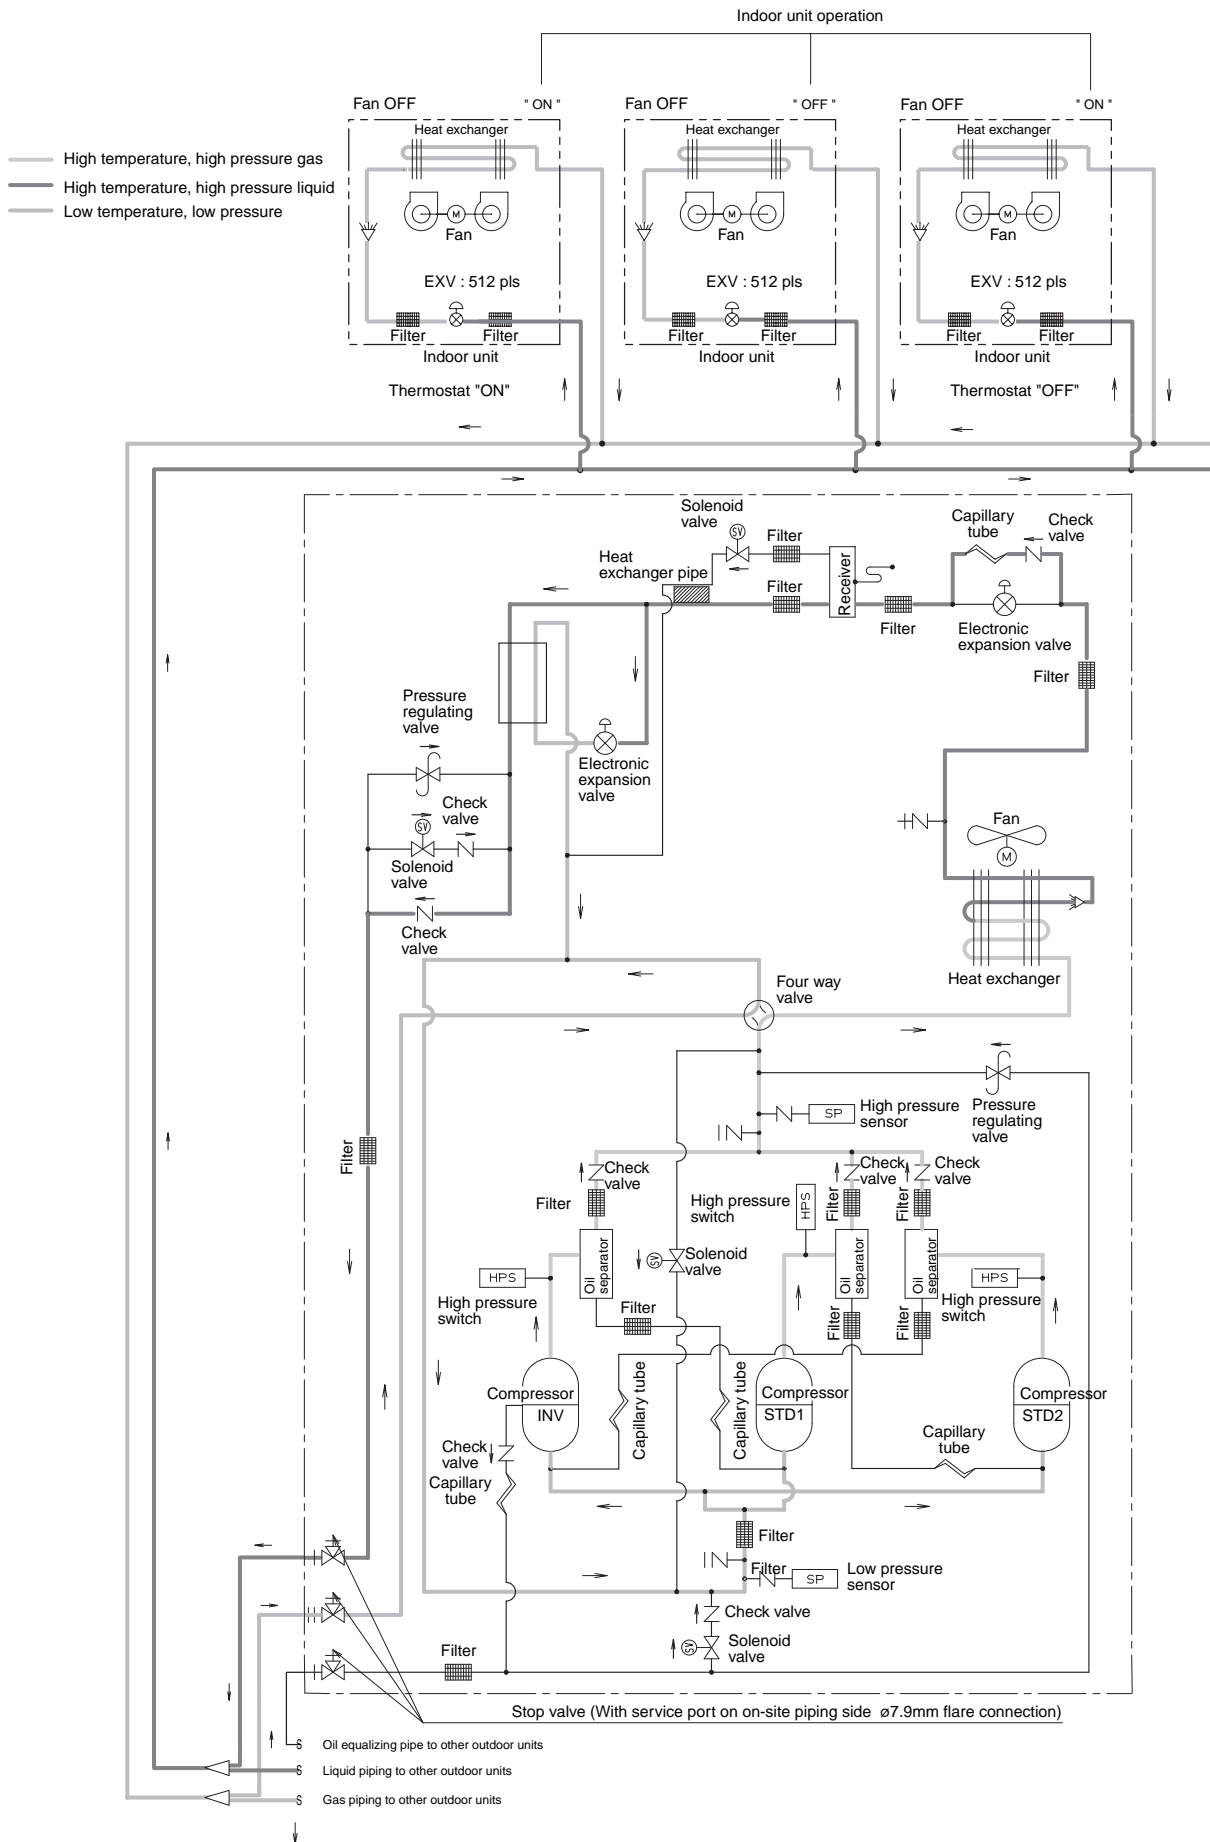 Indoor unit operation
Fan OFF
" ON "
Fan OFF
" OFF "
Fan OFF
" ON "
High temperature, high pressure gas
High temperature, high pressure liquid
Low temperature, low pressure
Heat exchanger
Heat exchanger
Heat exchanger
M
M
M
Fan
Fan
Fan
EXV : 512 pls
EXV : 512 pls
EXV : 512 pls
Filter
Filter
Filter
Filter
Filter
Filter
Indoor unit
Indoor unit
Indoor unit
Thermostat "ON"
Thermostat "OFF"
Solenoid
valve
SV
Filter
Capillary
tube
Check
valve
Heat
exchanger pipe
Filter
Receiver
Filter
Electronic
expansion valve
Filter
Pressure
regulating
valve
Electronic
expansion
valve
Check
valve
SV
Solenoid
valve
Check
valve
Fan
M
Heat exchanger
Four way
valve
SP
High pressure
sensor
Pressure
regulating
valve
Filter
Check
valve
Check
valve
Check
valve
Filter
High pressure
switch
HPS
Filter
Filter
Oil
separator
SV
Solenoid
valve
Oil
separator
Oil
separator
HPS
High pressure
switch
HPS
High pressure
switch
Filter
Filter
Filter
Compressor
INV
Capillary tube
Capillary tube
Compressor
STD1
Compressor
STD2
Capillary
tube
Check
valve
Capillary
tube
Filter
Filter
SP
Low pressure
sensor
Check valve
SV
Solenoid
valve
Filter
Stop valve (With service port on on-site piping side ø7.9mm flare connection)
Oil equalizing pipe to other outdoor units
Liquid piping to other outdoor units
Gas piping to other outdoor units